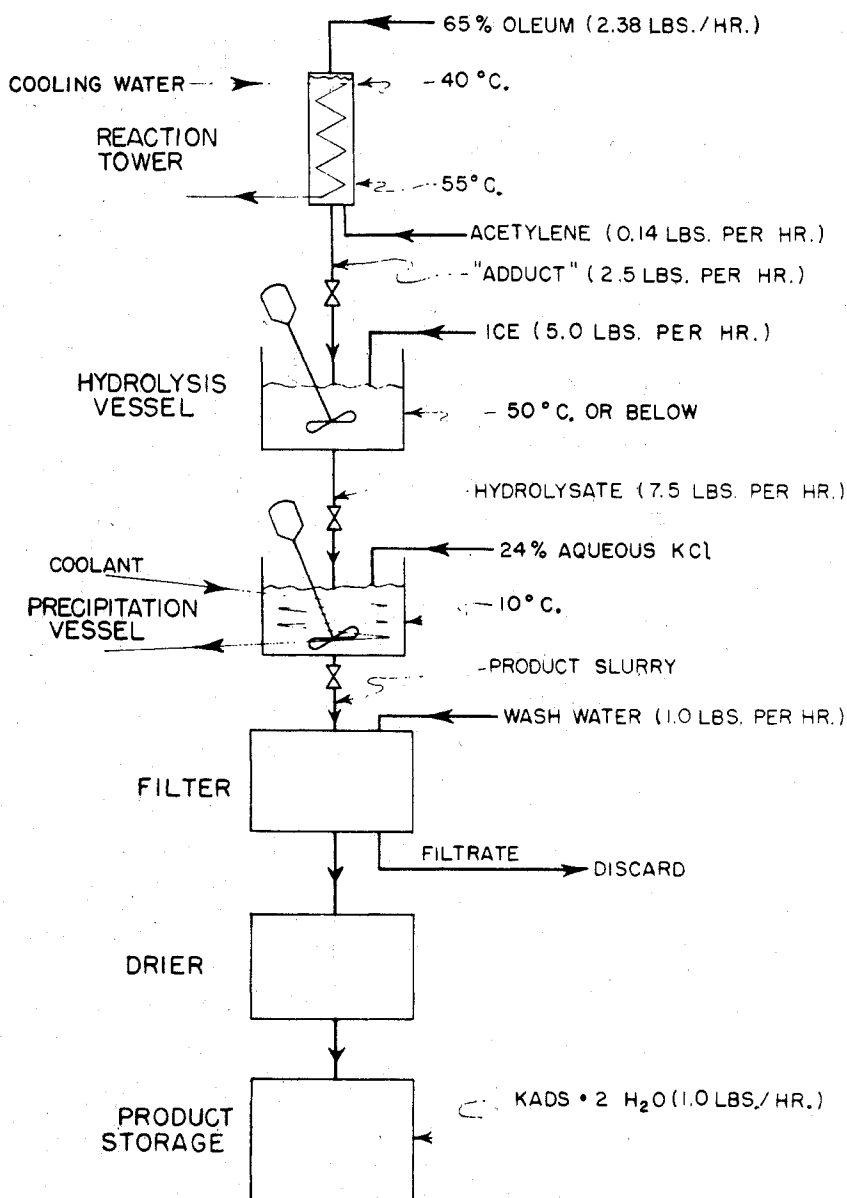 65% OLEUM (2.38 LBS./HR.)
COOLING WATER
40°C.
REACTION
TOWER
55°C.
ACETYLENE (0.14 LBS. PER HR.)
"ADDUCT" (2.5 LBS. PER HR.)
ICE (5.0 LBS. PER HR.)
HYDROLYSIS
VESSEL
50°C. OR BELOW
HYDROLYSATE (7.5 LBS. PER HR.)
24% AQUEOUS KCl
COOLANT
10°C.
PRECIPITATION
VESSEL
PRODUCT SLURRY
WASH WATER (1.0 LBS. PER HR.)
FILTER
FILTRATE
DISCARD
DRIER
KADS • 2 H₂O (1.0 LBS./HR.)
PRODUCT
STORAGE